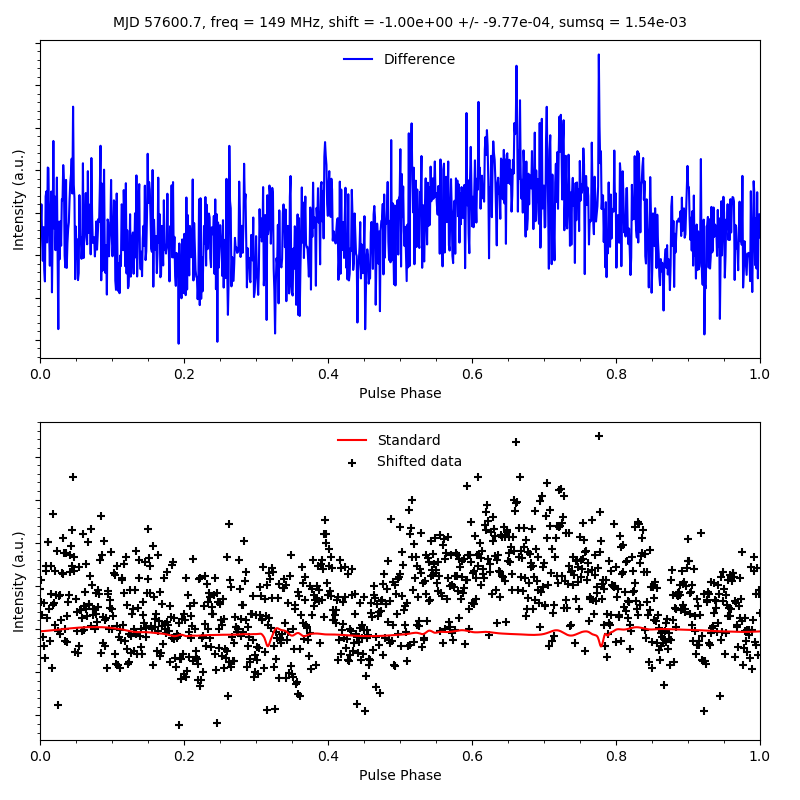 MJD 57600.7, freq = 149 MHz, shift = -1.00e+00 +/- -9.77e-04, sumsq = 1.54e-03
Difference
Intensity (a.u.)
0.0 0.2 0.4 0.6 0.8 1.0
Pulse Phase
Standard
Shifted data
Intensity (a.u.)
0.0 0.2 0.4 0.6 0.8 1.0
Pulse Phase